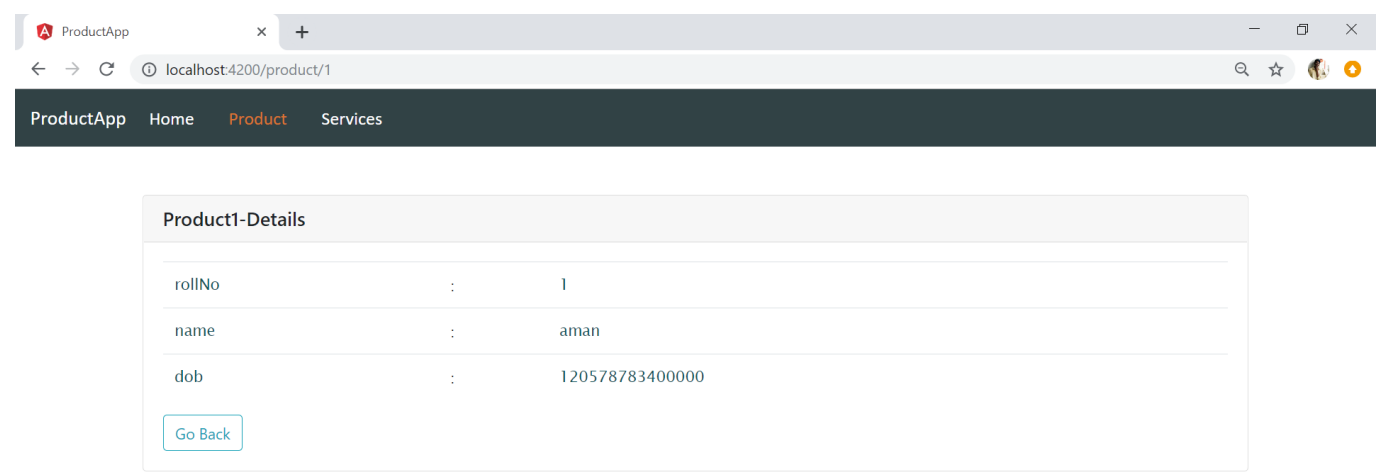 ProductApp
localhost:4200/product/1
ProductApp Home Product Services
Product1-Details
rollNo : 1
name : aman
dob : 120578783400000
Go Back